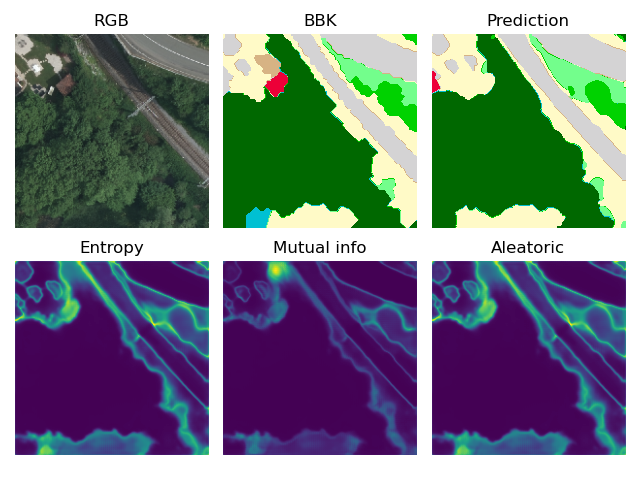 RGB
BBK
Prediction
Entropy
Mutual info
Aleatoric